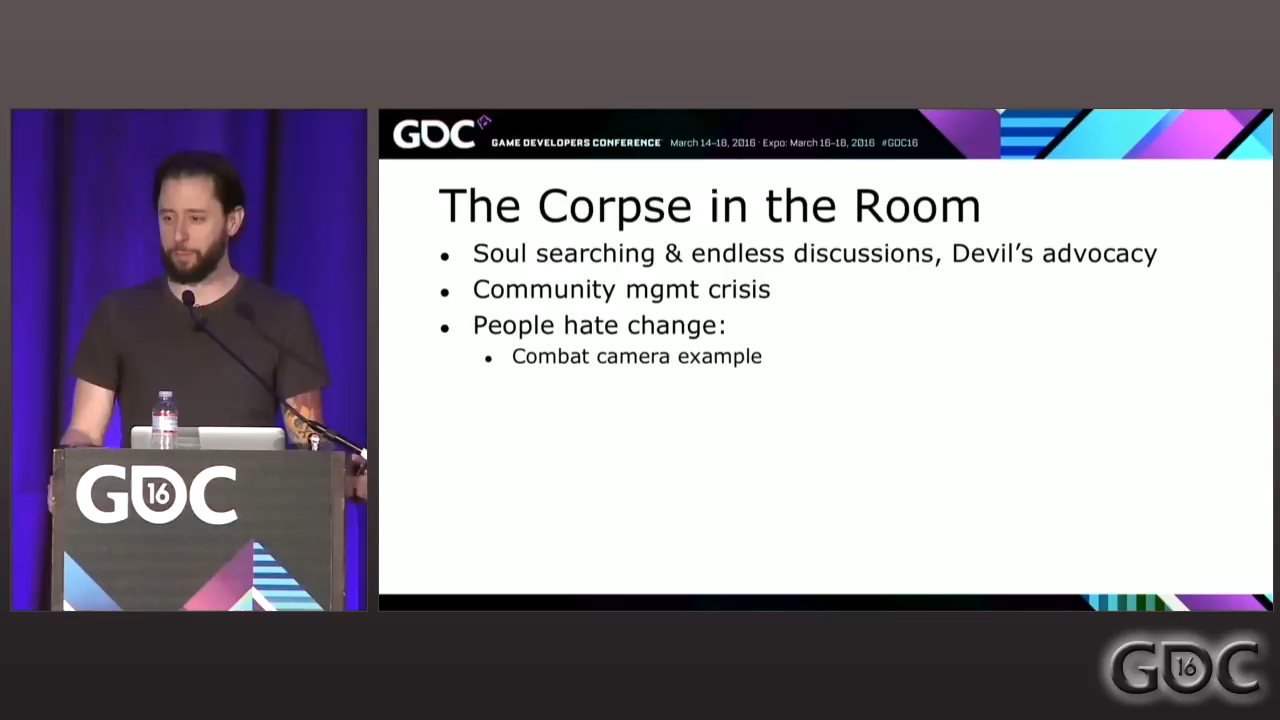 GDC
GAME DEVELOPERS CONFERENCE March 14-18, 2016 · Expo: March 16-18, 2016 #GDC16
The Corpse in the Room
• Soul searching & endless discussions, Devil's advocacy
• Community mgmt crisis
• People hate change:
• Combat camera example
GDC
16
GDC
16